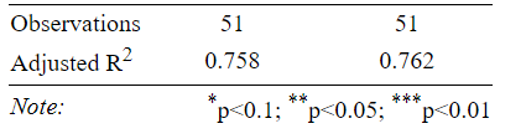 Observations 51 51
Adjusted R² 0.758 0.762
Note: *p<0.1; **p<0.05; ***p<0.01